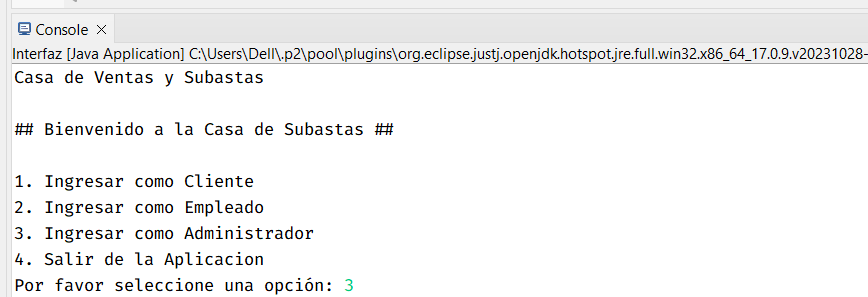 Console
Interfaz [Java Application] C:\Users\Dell\.p2\pool\plugins\org.eclipse.justj.openjdk.hotspot.jre.full.win32.x86_64_17.0.9.v20231028-
Casa de Ventas y Subastas
## Bienvenido a la Casa de Subastas ##
1. Ingresar como Cliente
2. Ingresar como Empleado
3. Ingresar como Administrador
4. Salir de la Aplicacion
Por favor seleccione una opción: 3